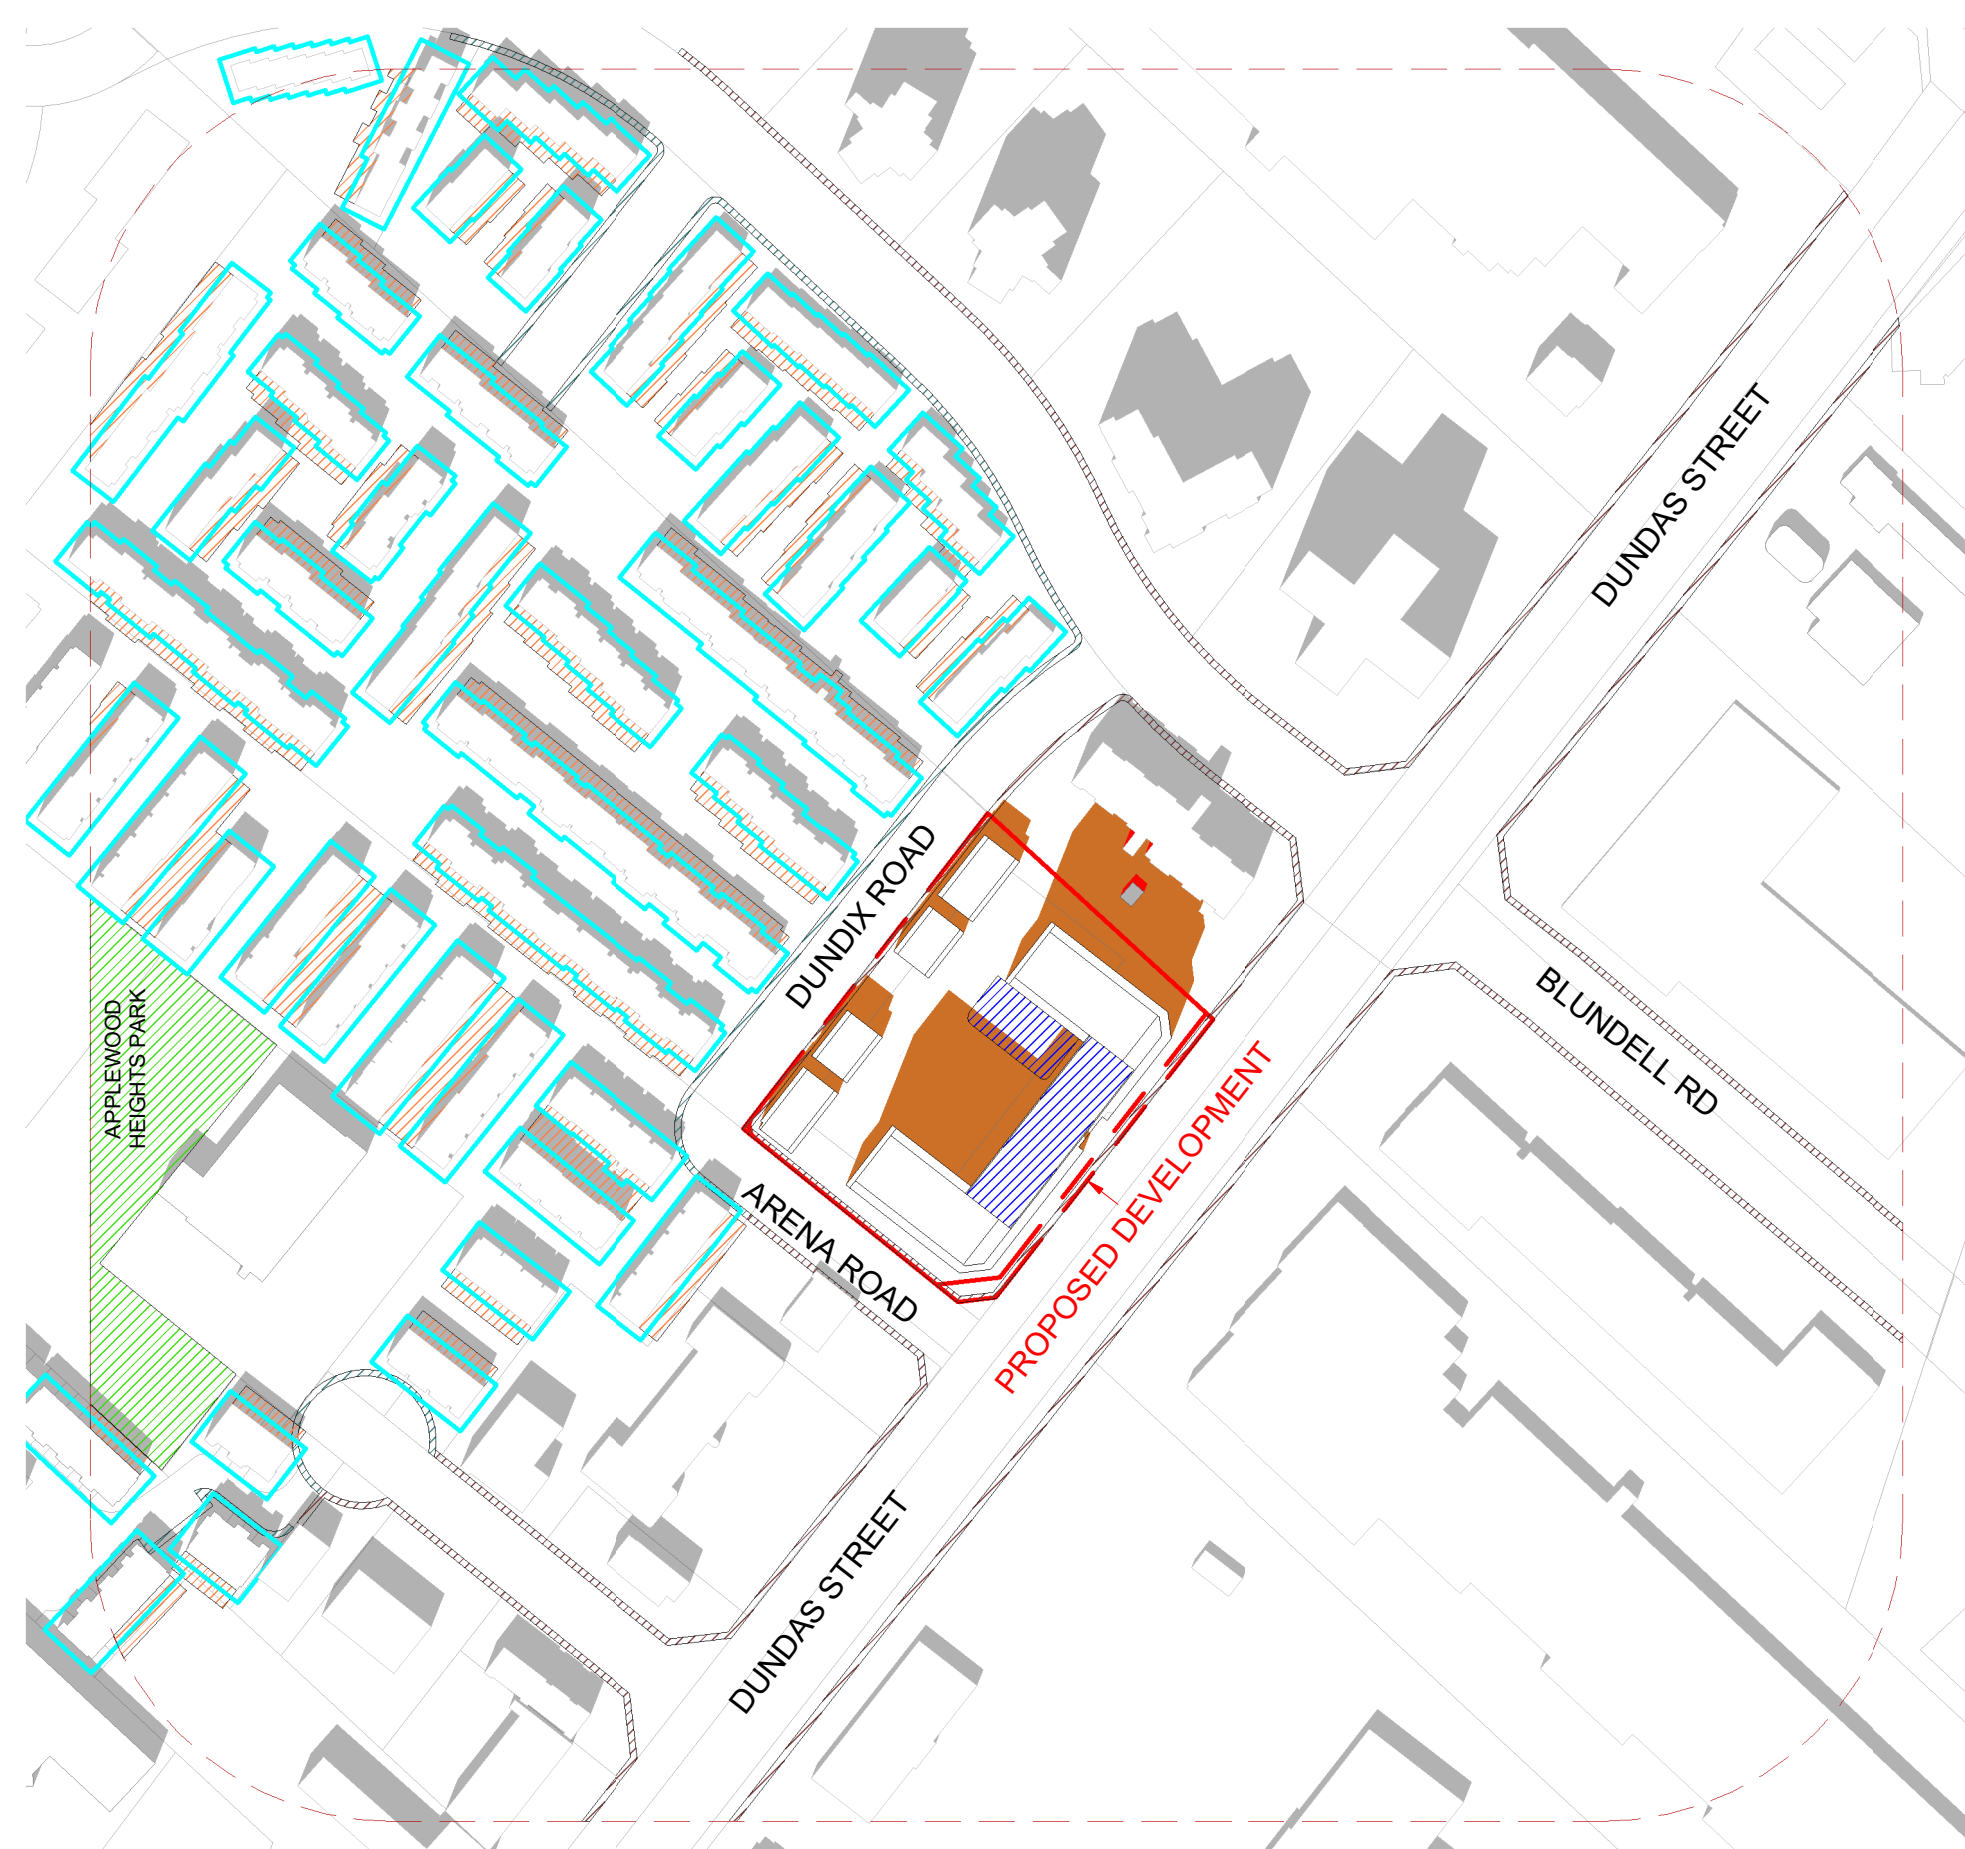 DUNDAS STREET
DUNDIX ROAD
APPLEWOOD
HEIGHTS PARK
BLUNDELL RD
PROPOSED DEVELOPMENT
ARENA ROAD
DUNDAS STREET